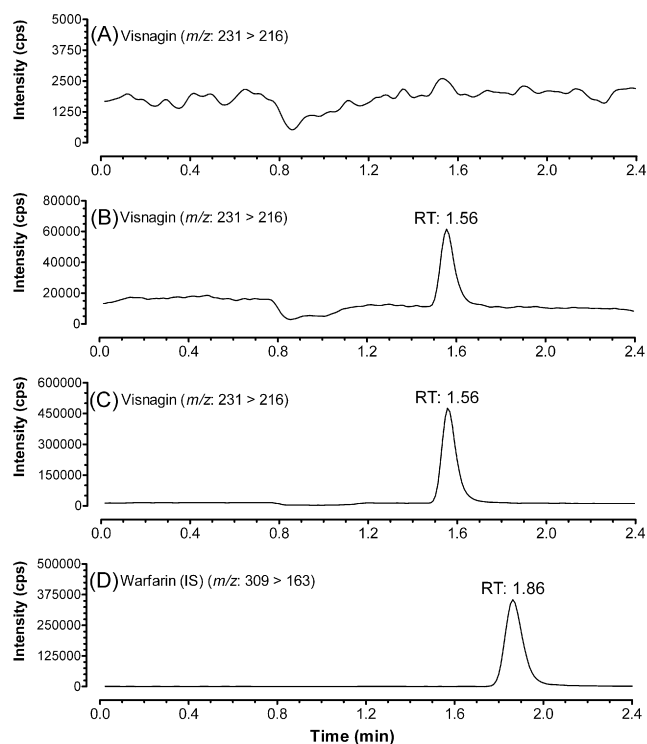 (A) Visnagin (m/z: 231 > 216)
Intensity (cps)
5000
3750
2500
1250
0
0.0 0.4 0.8 1.2 1.6 2.0 2.4
(B) Visnagin (m/z: 231 > 216)
RT: 1.56
Intensity (cps)
80000
60000
40000
20000
0
0.0 0.4 0.8 1.2 1.6 2.0 2.4
(C) Visnagin (m/z: 231 > 216)
RT: 1.56
Intensity (cps)
600000
450000
300000
150000
0
0.0 0.4 0.8 1.2 1.6 2.0 2.4
(D) Warfarin (IS) (m/z: 309 > 163)
RT: 1.86
Intensity (cps)
500000
375000
250000
125000
0
0.0 0.4 0.8 1.2 1.6 2.0 2.4
Time (min)